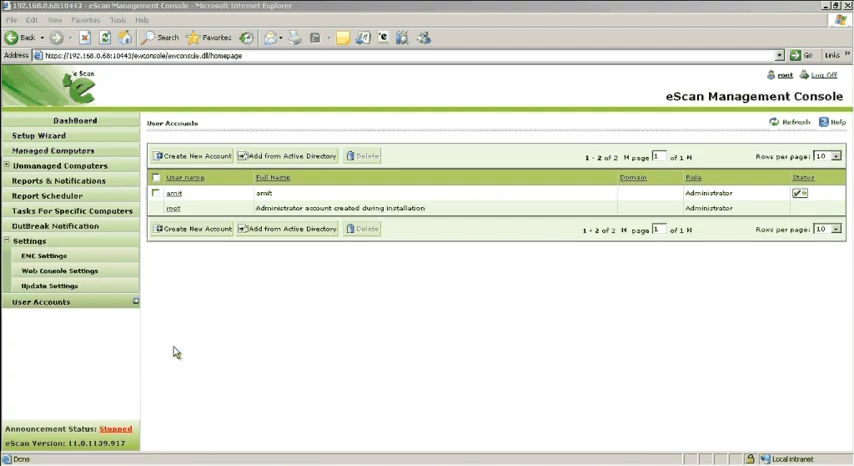 192.168.0.68:10443 - eScan Management Console - Microsoft Internet Explorer
File Edit View Favorites Tools Help
Back Search Favorites
Address https://192.168.0.68:10443/ewconsole/ewconsole.dll/homepage Go Links »
e Scan
root Log Off
eScan Management Console
DashBoard
Setup Wizard
Managed Computers
Unmanaged Computers
Reports & Notifications
Report Scheduler
Tasks For Specific Computers
OutBreak Notification
Settings
EMC Settings
Web Console Settings
Update Settings
User Accounts
User Accounts
Refresh Help
Create New Account Add from Active Directory Delete 1 - 2 of 2 page 1 of 1 Rows per page: 10
User name Full Name Domain Role Status
amit amit Administrator
root Administrator account created during installation Administrator
Create New Account Add from Active Directory Delete 1 - 2 of 2 page 1 of 1 Rows per page: 10
Announcement Status: Stopped
eScan Version: 11.0.1139.917
Done Local intranet